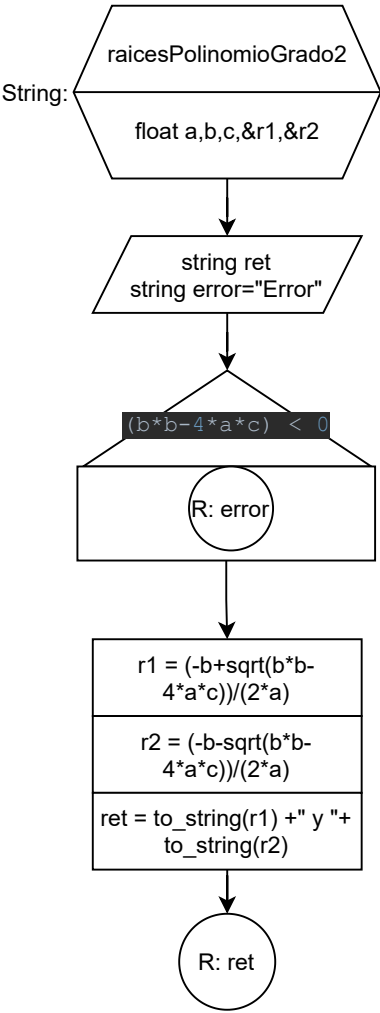 raicesPolinomioGrado2
String:
float a,b,c,&r1,&r2
string ret
string error="Error"
(b*b-4*a*c) < 0
R: error
r1 = (-b+sqrt(b*b-
4*a*c))/(2*a)
r2 = (-b-sqrt(b*b-
4*a*c))/(2*a)
ret = to_string(r1) +" y "+
to_string(r2)
R: ret